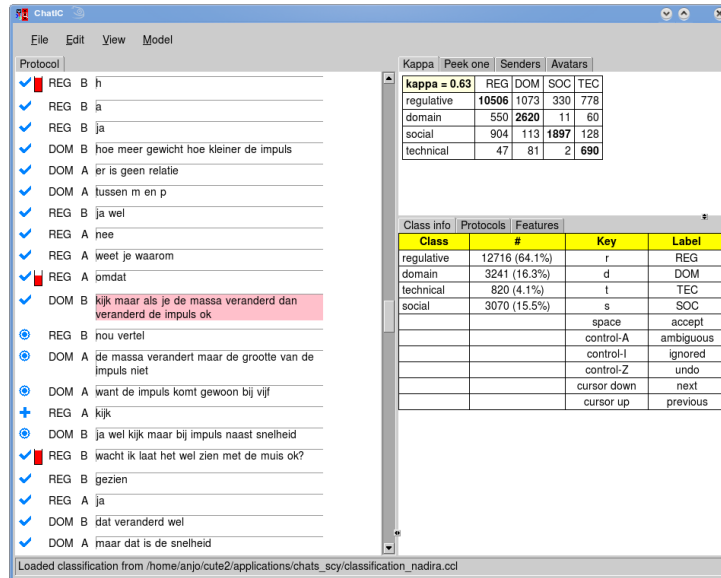 ChatIC
File Edit View Model
Protocol
REG B h
REG B a
REG B ja
DOM B hoe meer gewicht hoe kleiner de impuls
DOM A er is geen relatie
DOM A tussen m en p
REG B ja wel
REG A nee
REG A weet je waarom
REG A omdat
DOM B kijk maar als je de massa veranderd dan
veranderd de impuls ok
REG B nou vertel
DOM A de massa verandert maar de grootte van de
impuls niet
DOM A want de impuls komt gewoon bij vijf
REG A kijk
DOM B ja wel kijk maar bij impuls naast snelheid
REG B wacht ik laat het wel zien met de muis ok?
REG B gezien
REG A ja
DOM B dat veranderd wel
DOM A maar dat is de snelheid
Kappa Peek one Senders Avatars
kappa = 0.63 REG DOM SOC TEC
regulative 10506 1073 330 778
domain 550 2620 11 60
social 904 113 1897 128
technical 47 81 2 690
Class info Protocols Features
Class # Key Label
regulative 12716 (64.1%) r REG
domain 3241 (16.3%) d DOM
technical 820 (4.1%) t TEC
social 3070 (15.5%) s SOC
space accept
control-A ambiguous
control-I ignored
control-Z undo
cursor down next
cursor up previous
Loaded classification from /home/anjo/cute2/applications/chats_scy/classification_nadira.ccl